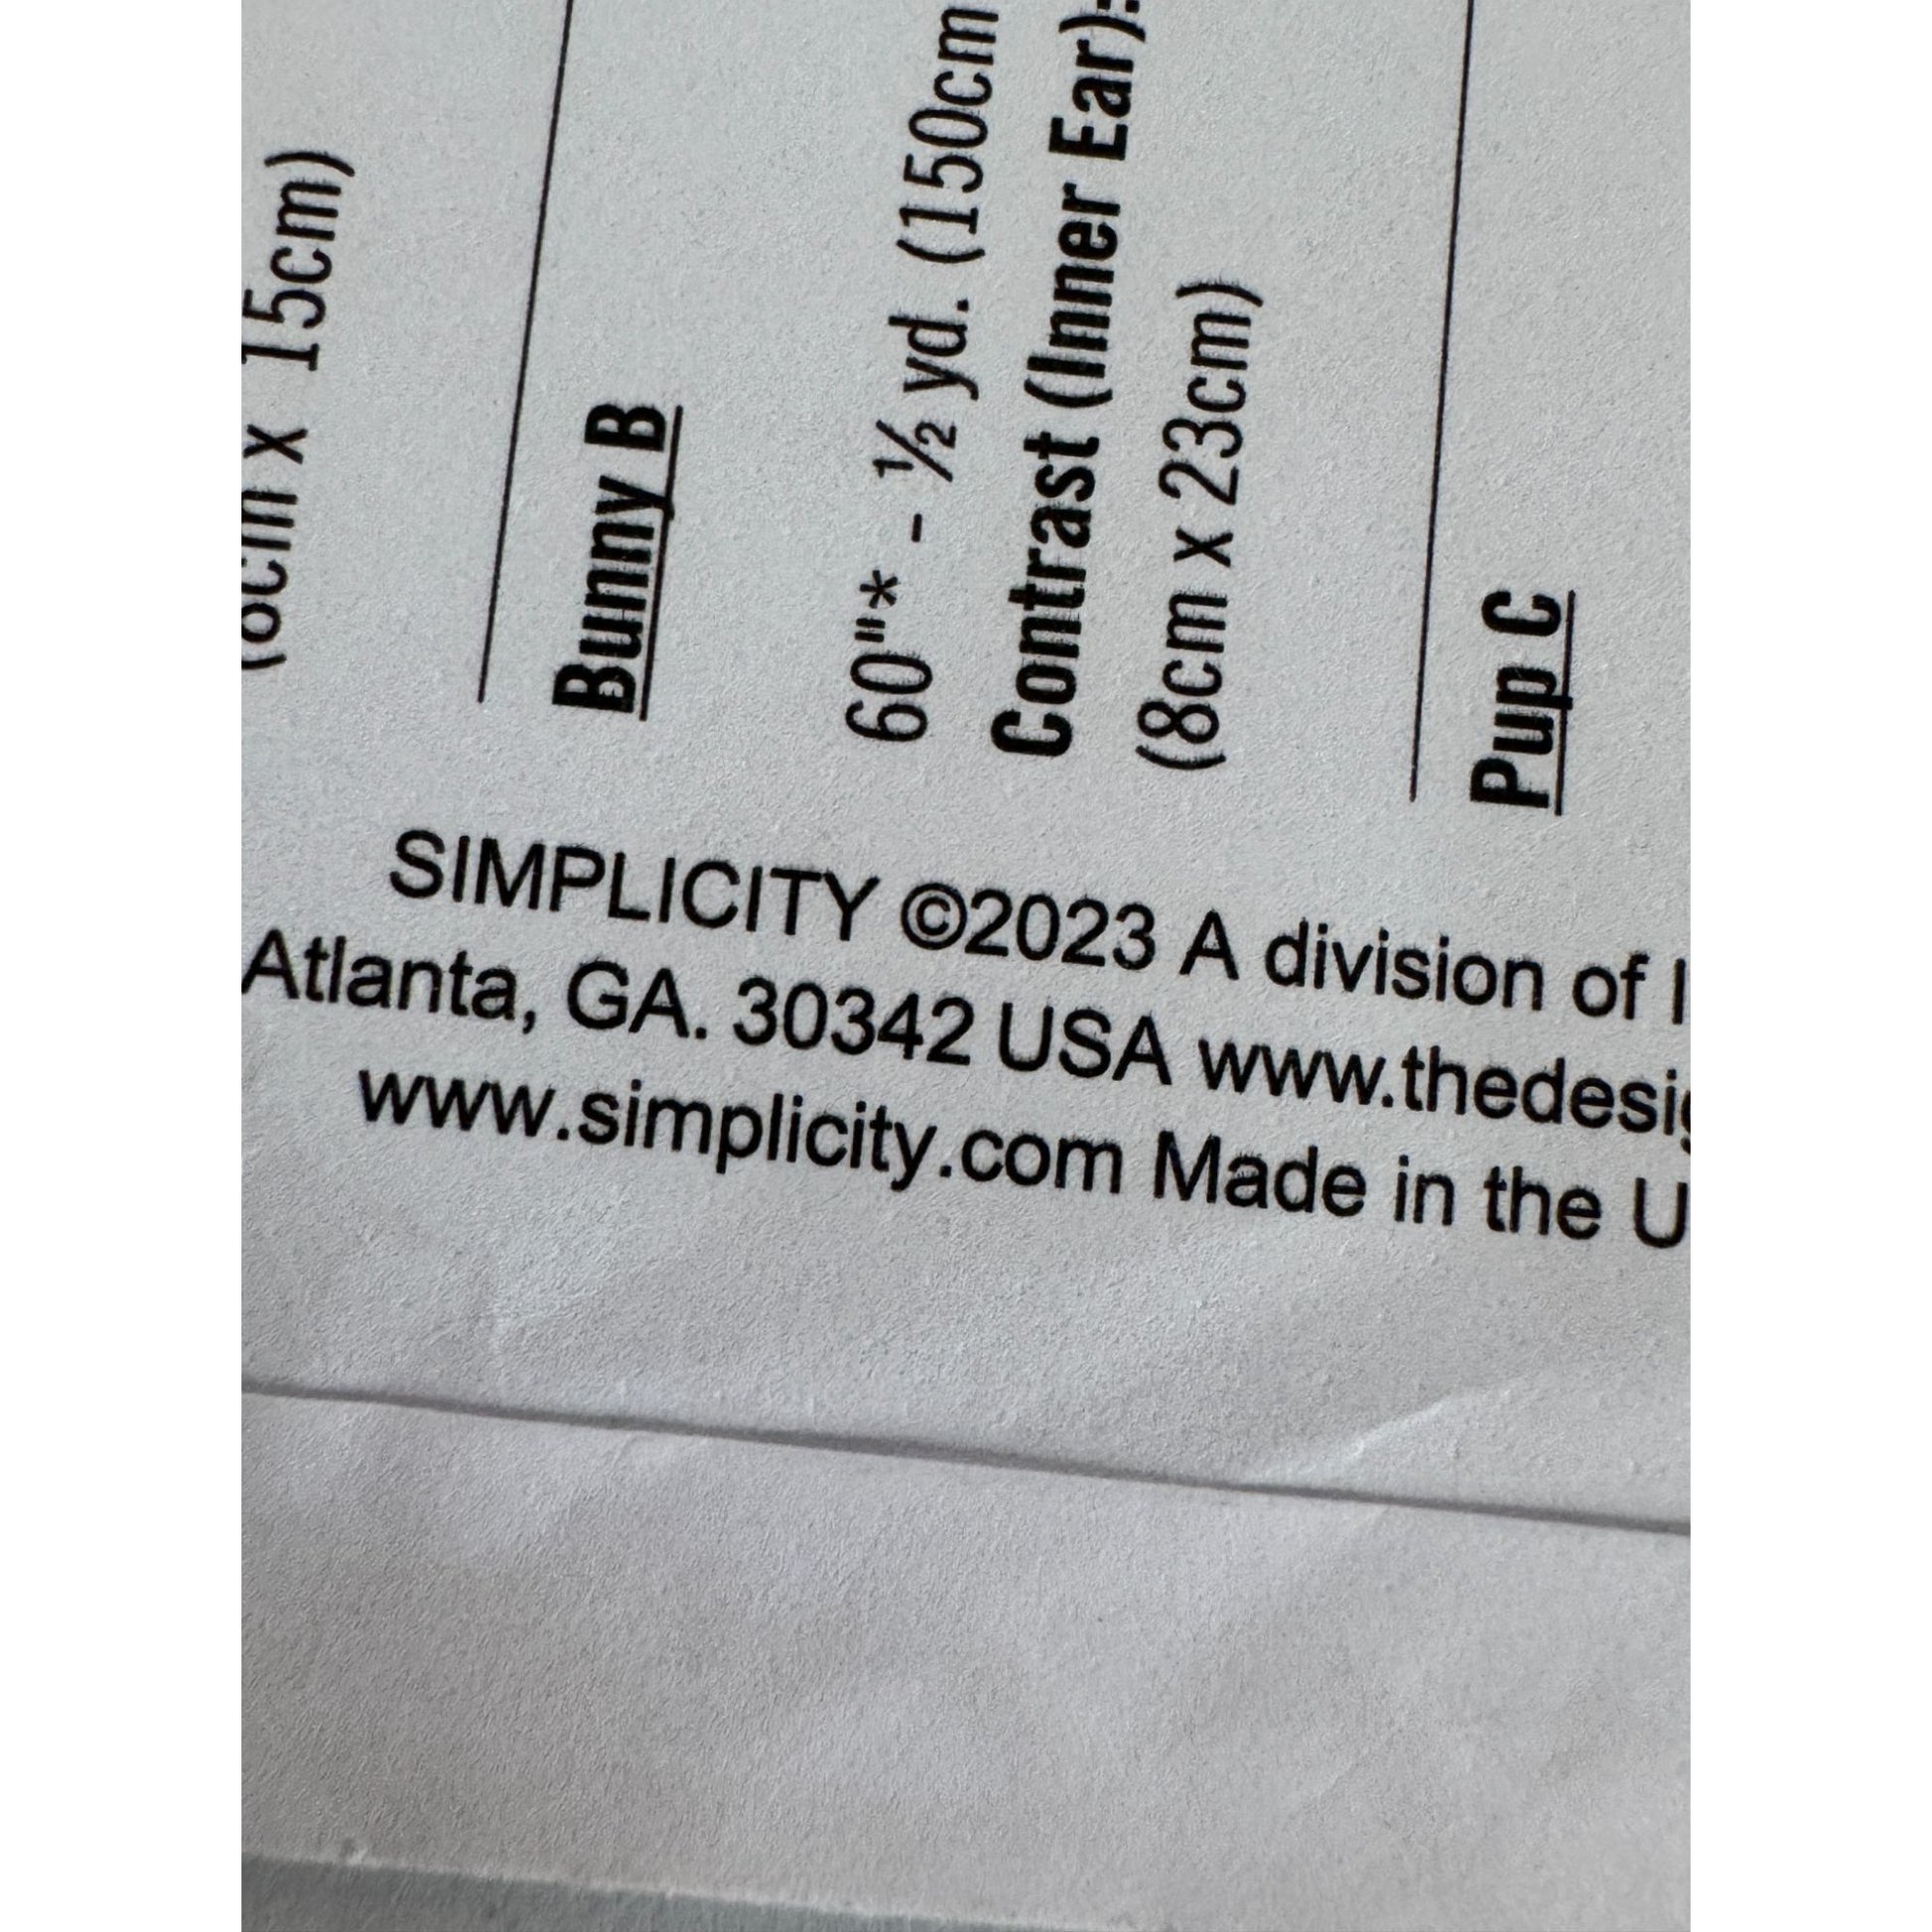 (8cm x 15cm)
Bunny B
60"* - ½ yd. (150cm
Contrast (Inner Ear):
(8cm x 23cm)
Pup C
SIMPLICITY ©2023 A division of
Atlanta, GA. 30342 USA www.thedesig
www.simplicity.com Made in the U